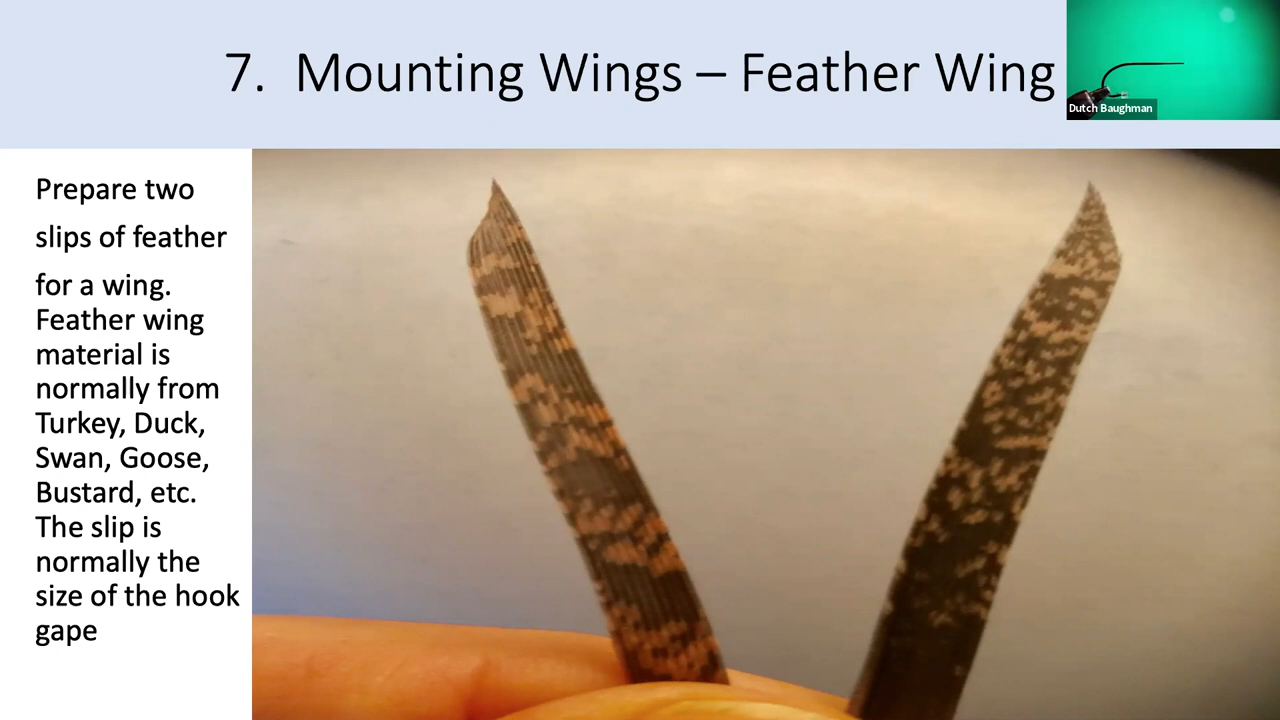 7. Mounting Wings – Feather Wing
Dutch Baughman
Prepare two
slips of feather
for a wing.
Feather wing
material is
normally from
Turkey, Duck,
Swan, Goose,
Bustard, etc.
The slip is
normally the
size of the hook
gape